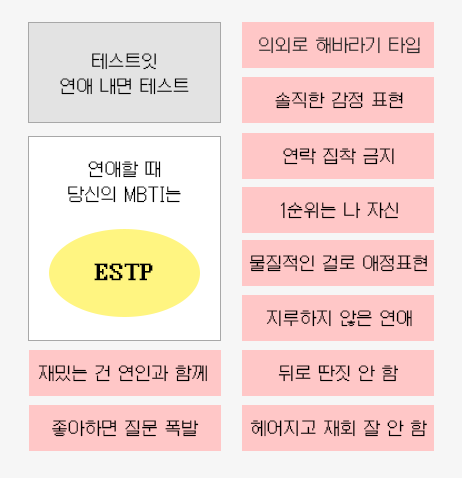 테스트잇
연애 내면 테스트
연애할 때
당신의 MBTI는
ESTP
재밌는 건 연인과 함께
좋아하면 질문 폭발
의외로 해바라기 타입
솔직한 감정 표현
연락 집착 금지
1순위는 나 자신
물질적인 걸로 애정표현
지루하지 않은 연애
뒤로 딴짓 안 함
헤어지고 재회 잘 안 함